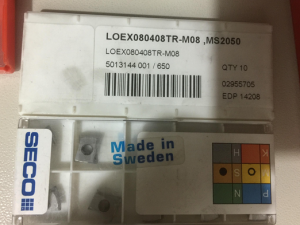 LOEX080408TR-M08 ,MS2050
LOEX080408TR-M08
5013144 001 / 650
QTY 10
02955705
EDP 14208
SECO
Made in
Sweden
K
H
P
S
N